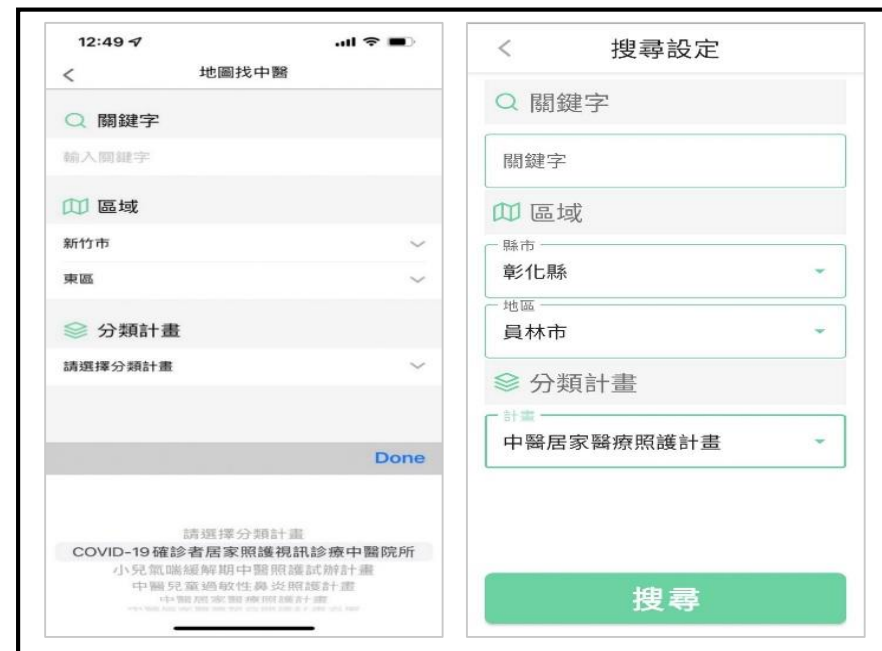 12:49
地圖找中醫
關鍵字
輸入關鍵字
區域
新竹市
東區
分類計畫
請選擇分類計畫
Done
請選擇分類計畫
COVID-19確診者居家照護視訊診療中醫院所
小兒氣喘緩解期中醫照護試辦計畫
中醫兒童過敏性鼻炎照護計畫
中醫居家醫療照護計畫
搜尋設定
關鍵字
關鍵字
區域
縣市
彰化縣
地區
員林市
分類計畫
計畫
中醫居家醫療照護計畫
搜尋